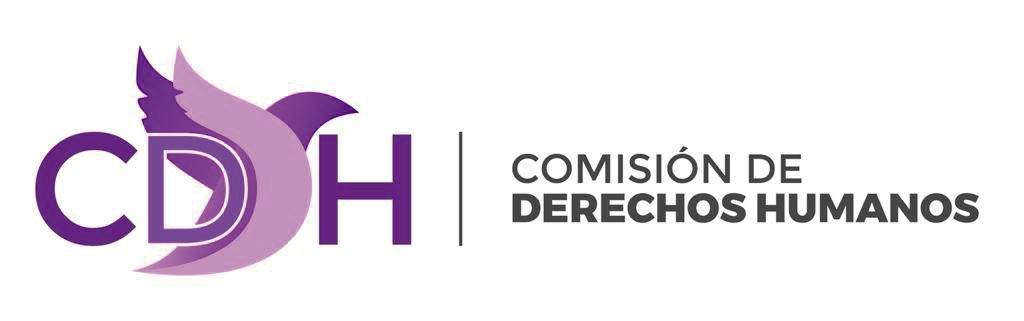 CDH
COMISIÓN DE
DERECHOS HUMANOS